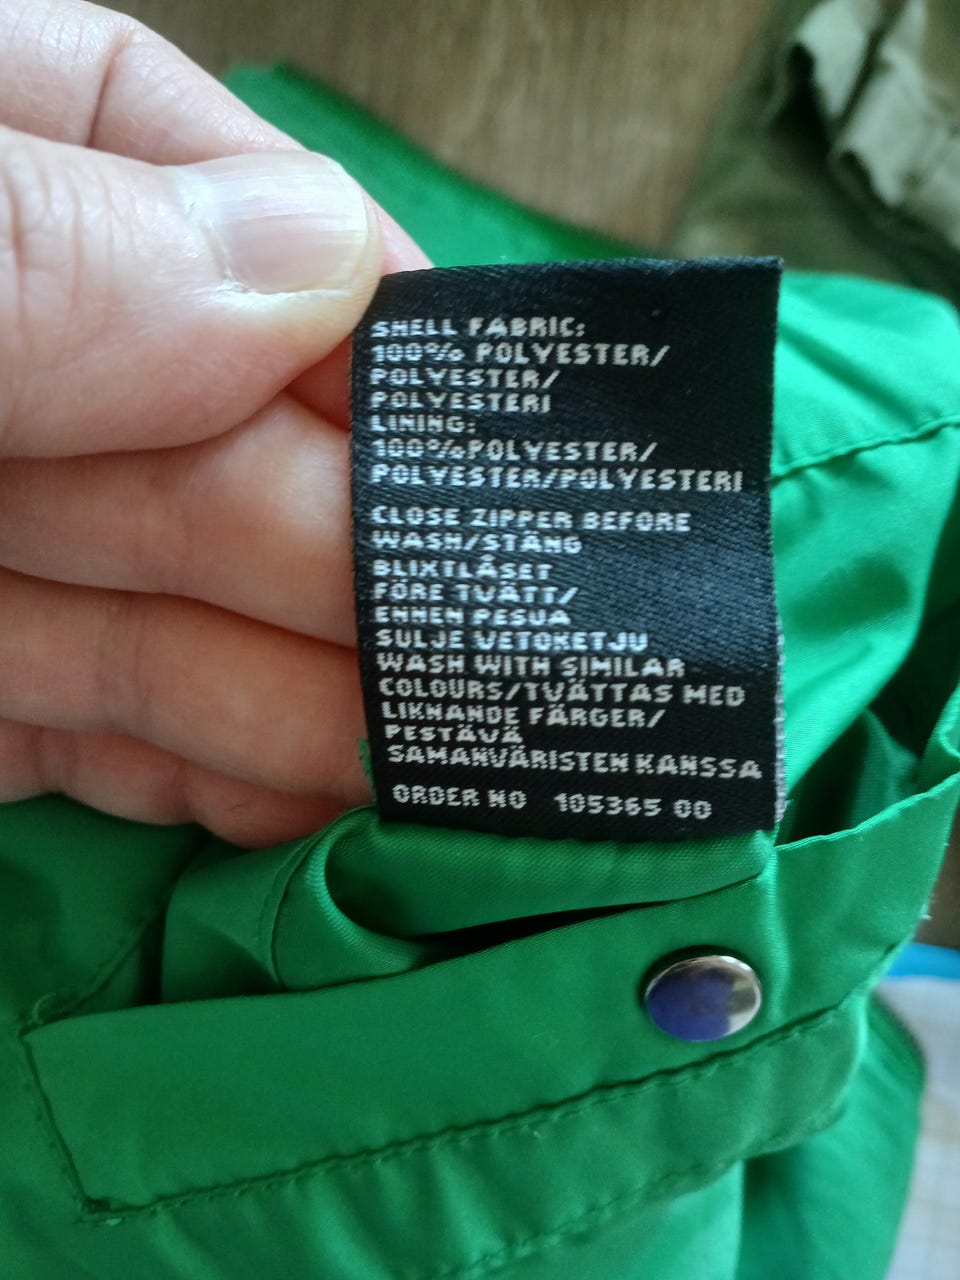 SHELL FABRIC:
100% POLYESTER/
POLYESTER/
POLYESTERI
LINING:
100%POLYESTER/
POLYESTER/POLYESTERI
CLOSE ZIPPER BEFORE
WASH/STÄNG
BLIXTLÅSET
FÖRE TVÄTT/
ENNEN PESUA
SULJE VETOKETJU
WASH WITH SIMILAR
COLOURS/TVÄTTAS MED
LIKNANDE FÄRGER/
PESTÄVÄ
SAMANVÄRISTEN KANSSA
ORDER NO 105365 00